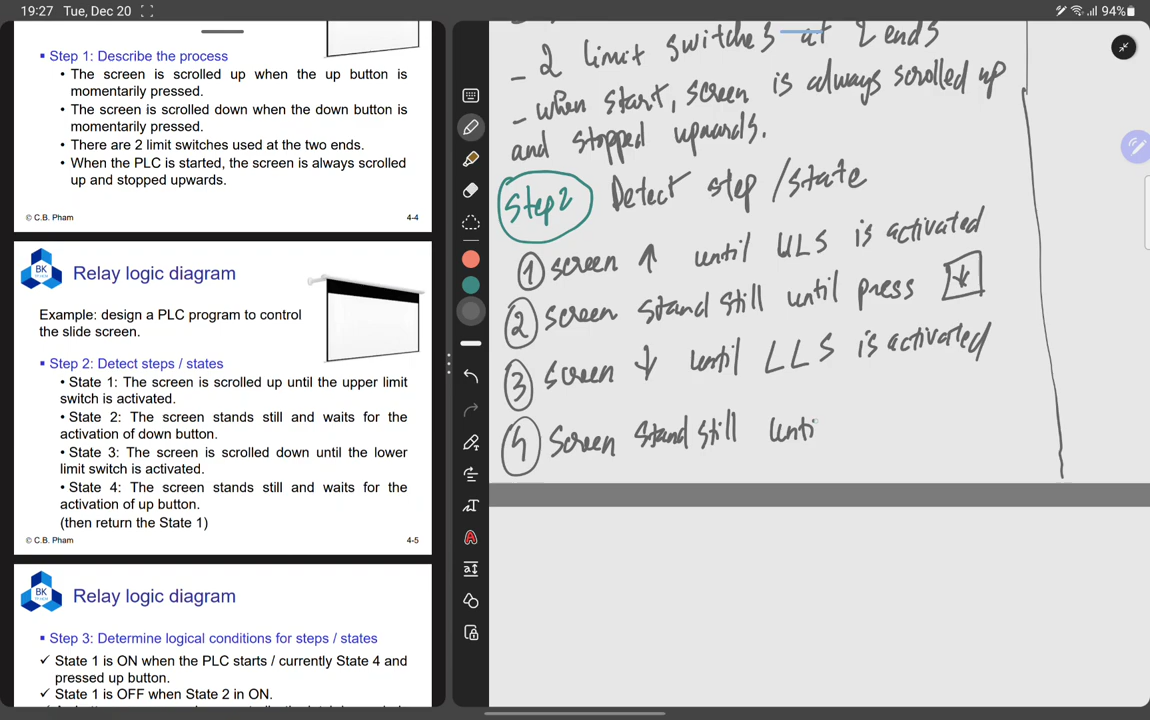 19:27 Tue, Dec 20
94%
Step 1: Describe the process
• The screen is scrolled up when the up button is
momentarily pressed.
• The screen is scrolled down when the down button is
momentarily pressed.
• There are 2 limit switches used at the two ends.
• When the PLC is started, the screen is always scrolled
up and stopped upwards.
© C.B. Pham
4-4
BK
Relay logic diagram
Example: design a PLC program to control
the slide screen.
Step 2: Detect steps / states
• State 1: The screen is scrolled up until the upper limit
switch is activated.
• State 2: The screen stands still and waits for the
activation of down button.
• State 3: The screen is scrolled down until the lower
limit switch is activated.
• State 4: The screen stands still and waits for the
activation of up button.
(then return the State 1)
© C.B. Pham
4-5
BK
Relay logic diagram
Step 3: Determine logical conditions for steps / states
✓ State 1 is ON when the PLC starts / currently State 4 and
pressed up button.
✓ State 1 is OFF when State 2 in ON.
- 2 limit switches at 2 ends
- when start, screen is always scrolled up
and stopped upwards.
Step 2 Detect step / state
① screen ↑ until ULS is activated
② screen stand still until press ↓
③ screen ↓ until LLS is activated
④ Screen stand still unti